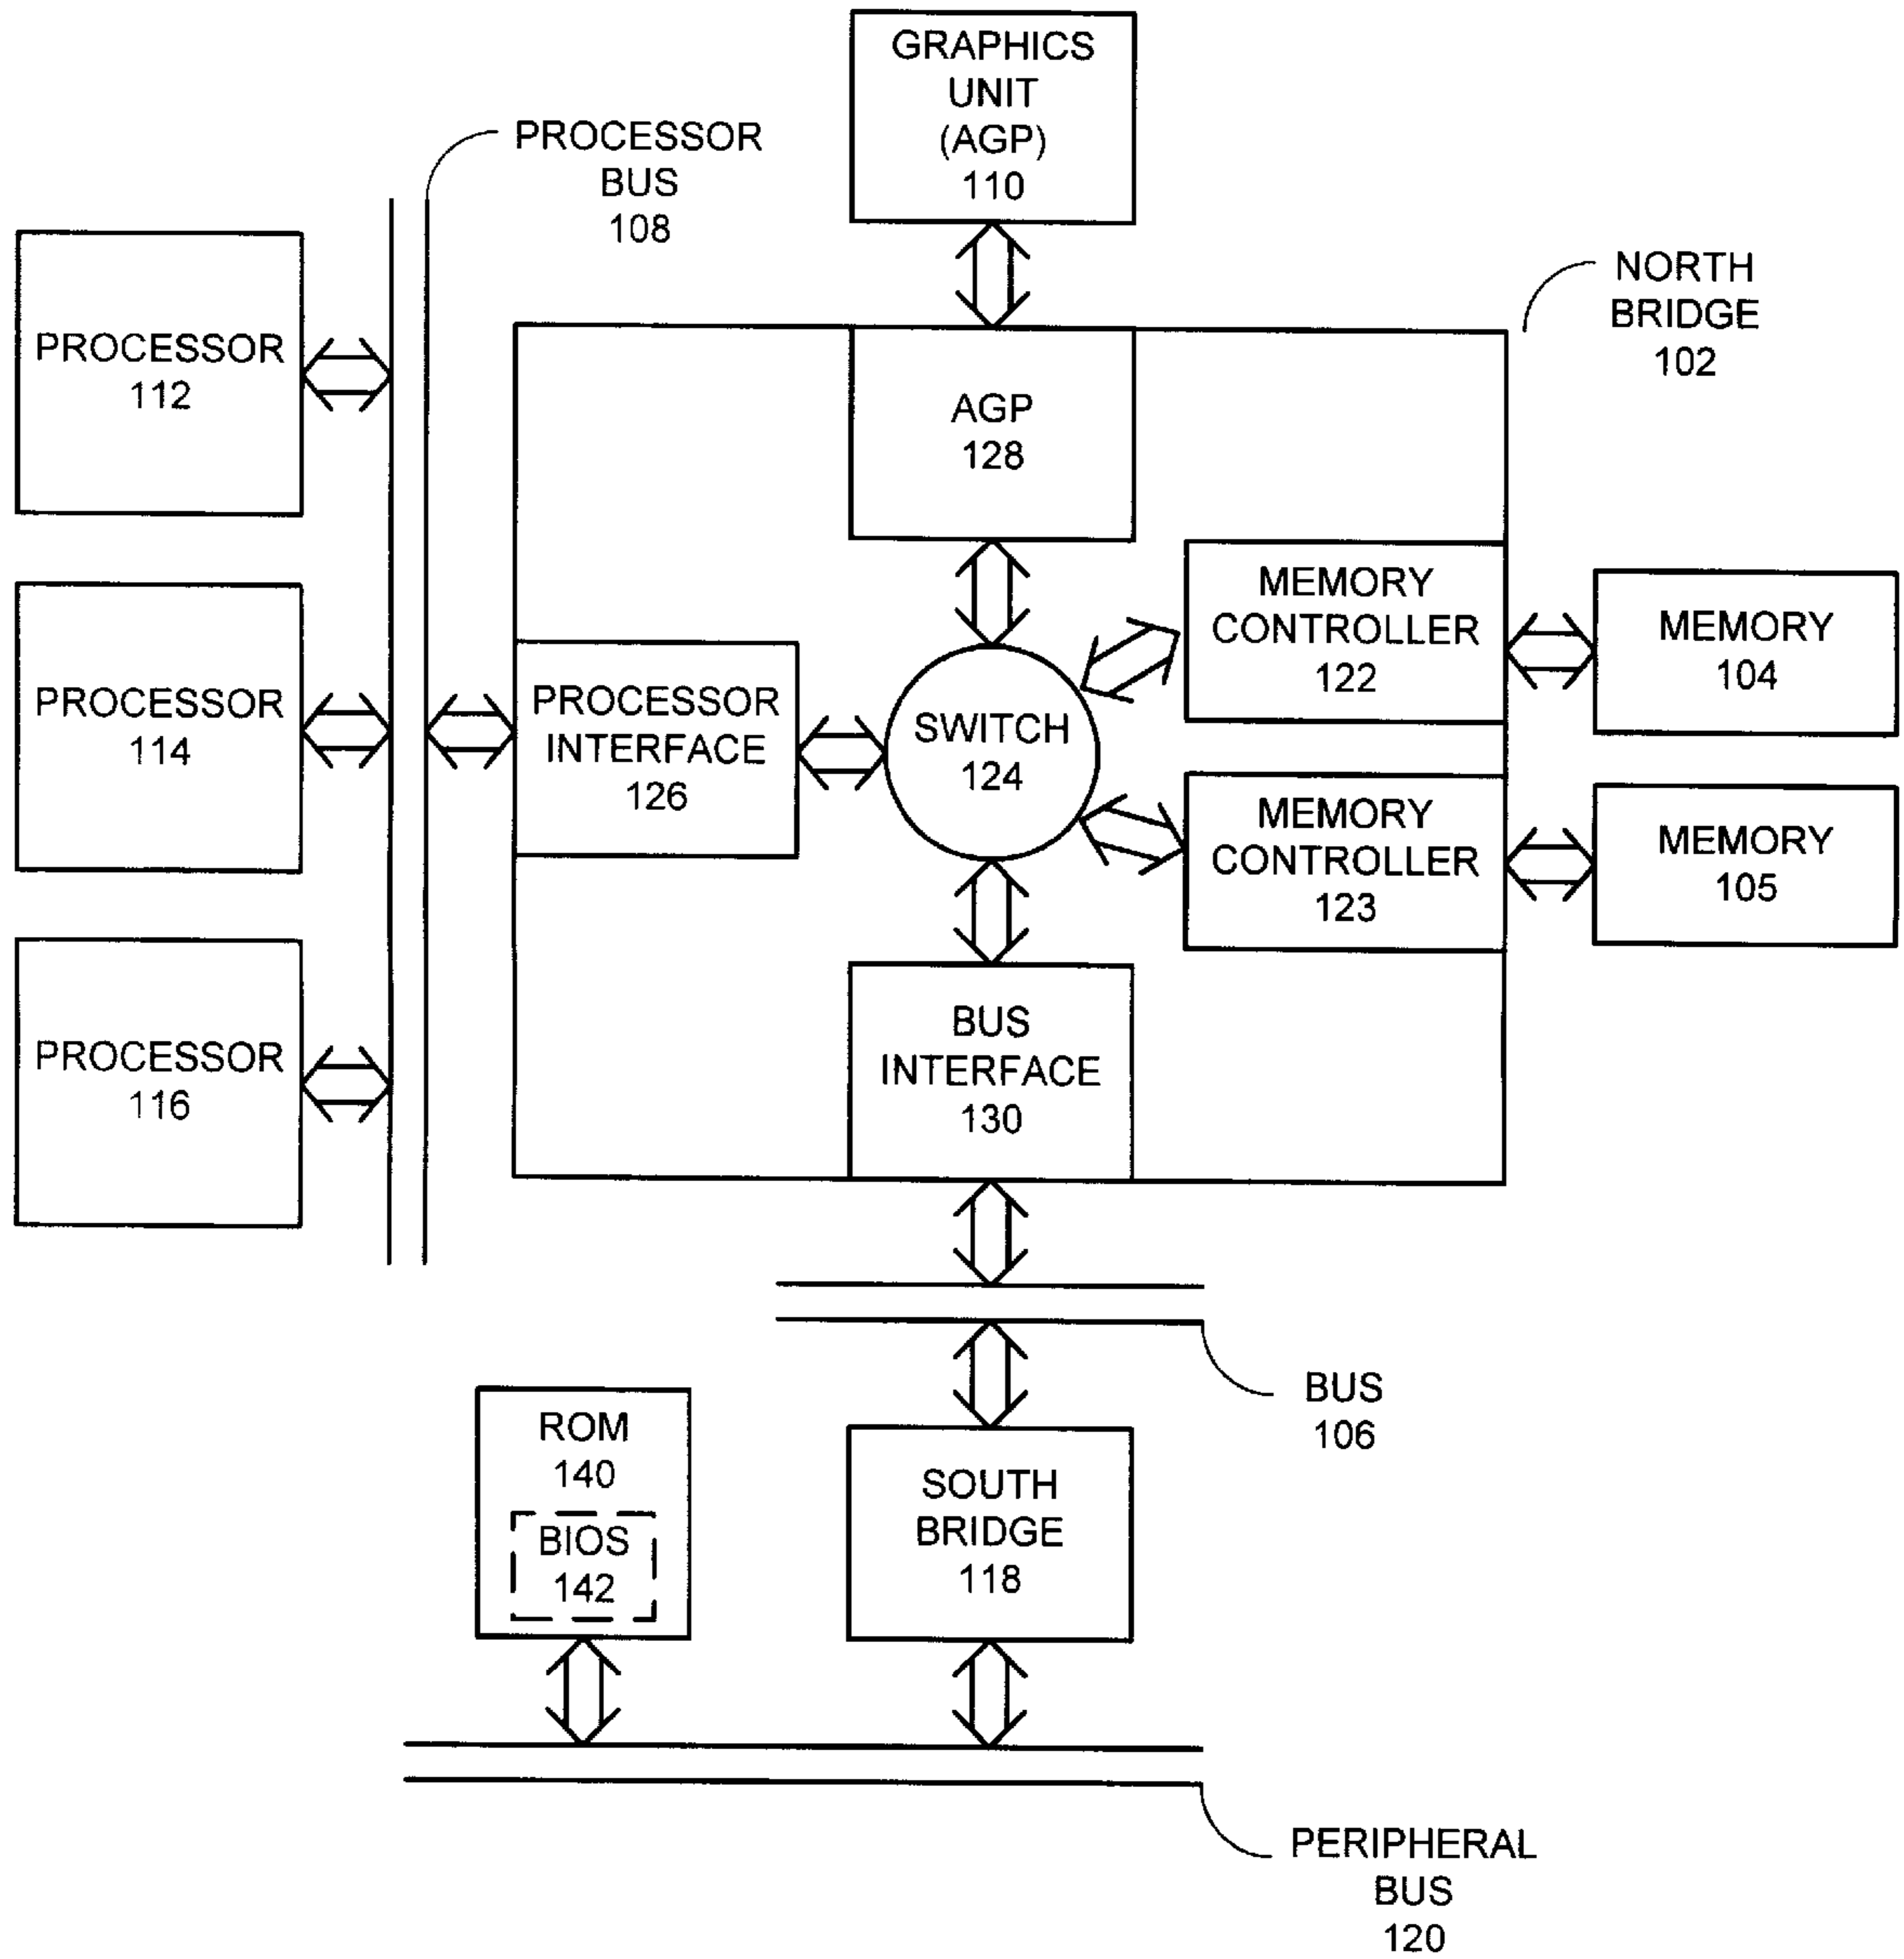 GRAPHICS
UNIT
(AGP)
110
PROCESSOR
BUS
108
NORTH
BRIDGE
102
PROCESSOR
112
AGP
128
MEMORY
CONTROLLER
122
MEMORY
104
PROCESSOR
114
PROCESSOR
INTERFACE
126
SWITCH
124
MEMORY
CONTROLLER
123
MEMORY
105
PROCESSOR
116
BUS
INTERFACE
130
BUS
106
ROM
140
BIOS
142
SOUTH
BRIDGE
118
PERIPHERAL
BUS
120